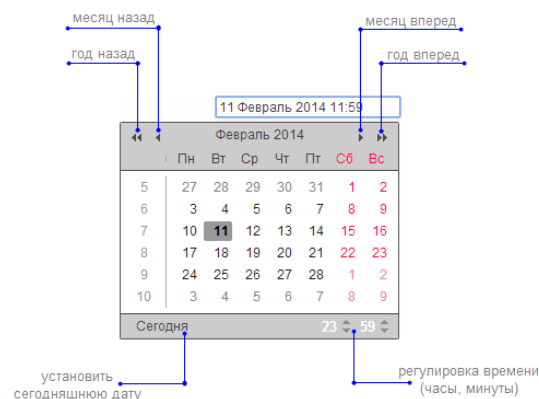 месяц назад
месяц вперед
год назад
год вперед
11 Февраль 2014 11:59
Февраль 2014
Пн Вт Ср Чт Пт Сб Вс
5 27 28 29 30 31 1 2
6 3 4 5 6 7 8 9
7 10 11 12 13 14 15 16
8 17 18 19 20 21 22 23
9 24 25 26 27 28 1 2
10 3 4 5 6 7 8 9
Сегодня 23 59
установить
сегодняшнюю дату
регулировка времени
(часы, минуты)